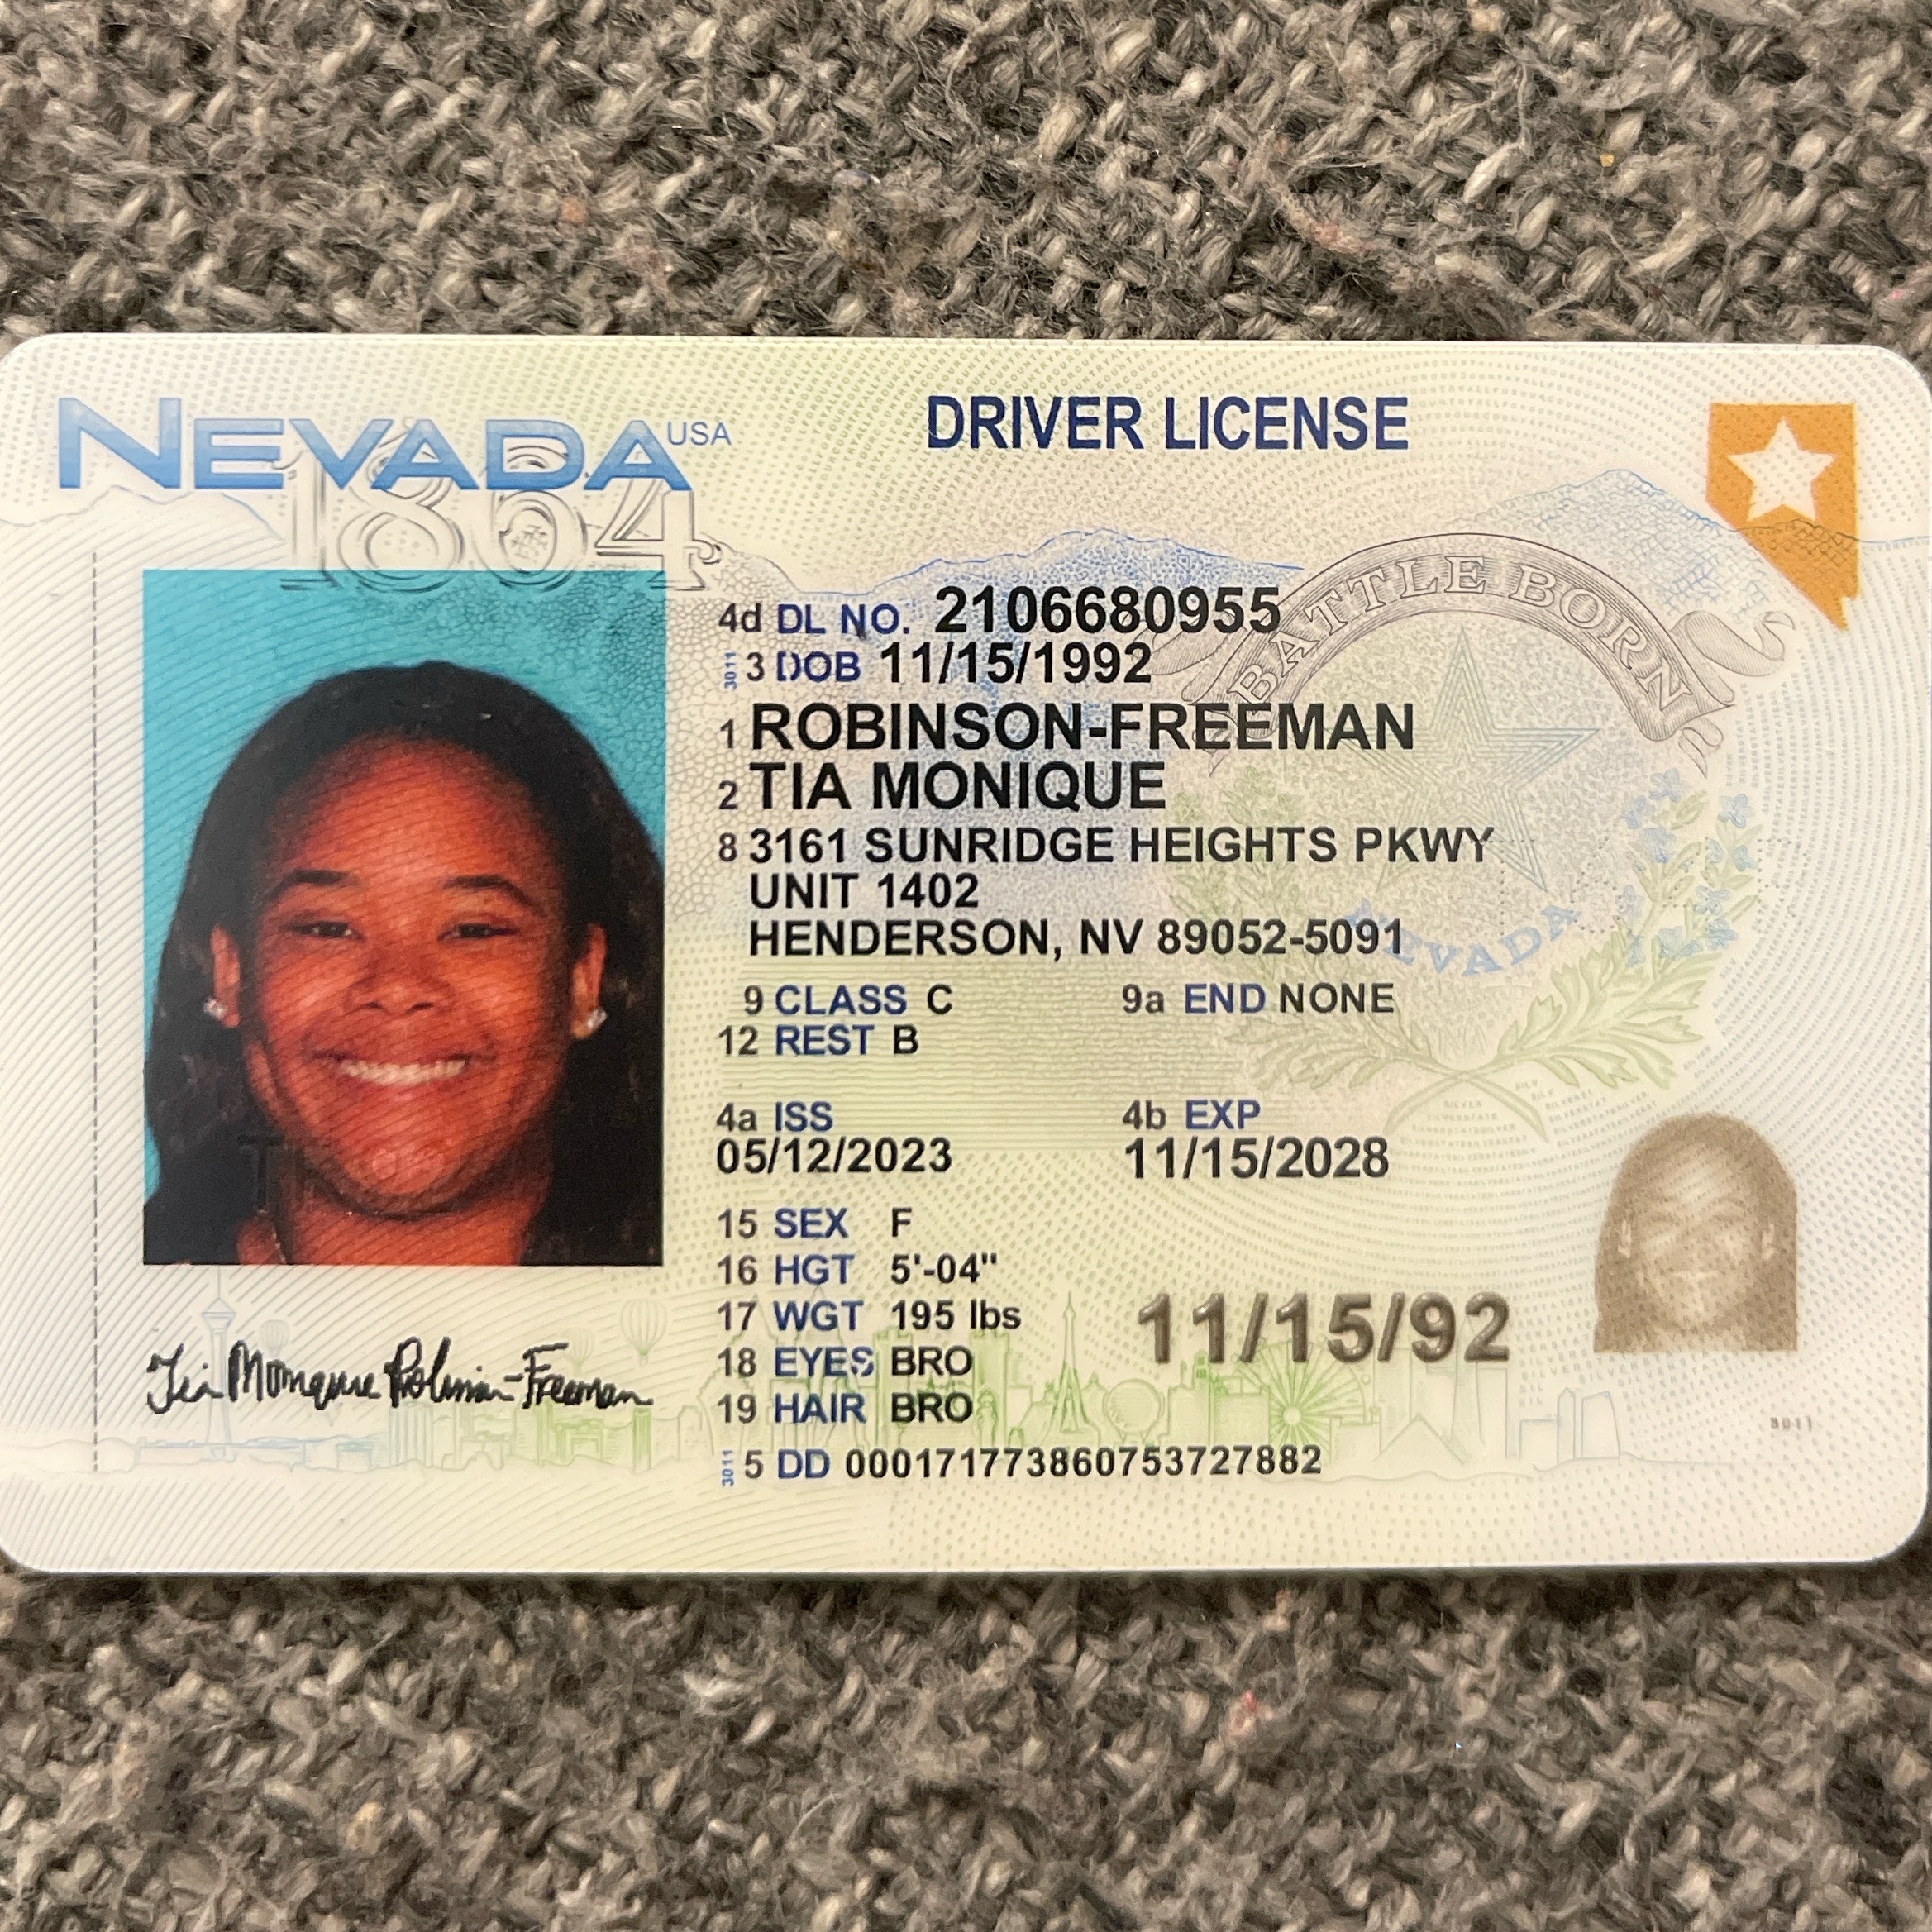 NEVADA USA
DRIVER LICENSE
1864
BATTLE BORN
4d DL NO. 2106680955
3011 3 DOB 11/15/1992
1 ROBINSON-FREEMAN
2 TIA MONIQUE
8 3161 SUNRIDGE HEIGHTS PKWY
UNIT 1402
HENDERSON, NV 89052-5091
NEVADA
9 CLASS C 9a END NONE
12 REST B
4a ISS 4b EXP
05/12/2023 11/15/2028
15 SEX F
16 HGT 5'-04"
17 WGT 195 lbs
11/15/92
18 EYES BRO
19 HAIR BRO
Tia Monique Robinson-Freeman
3011
3011 5 DD 000171773860753727882